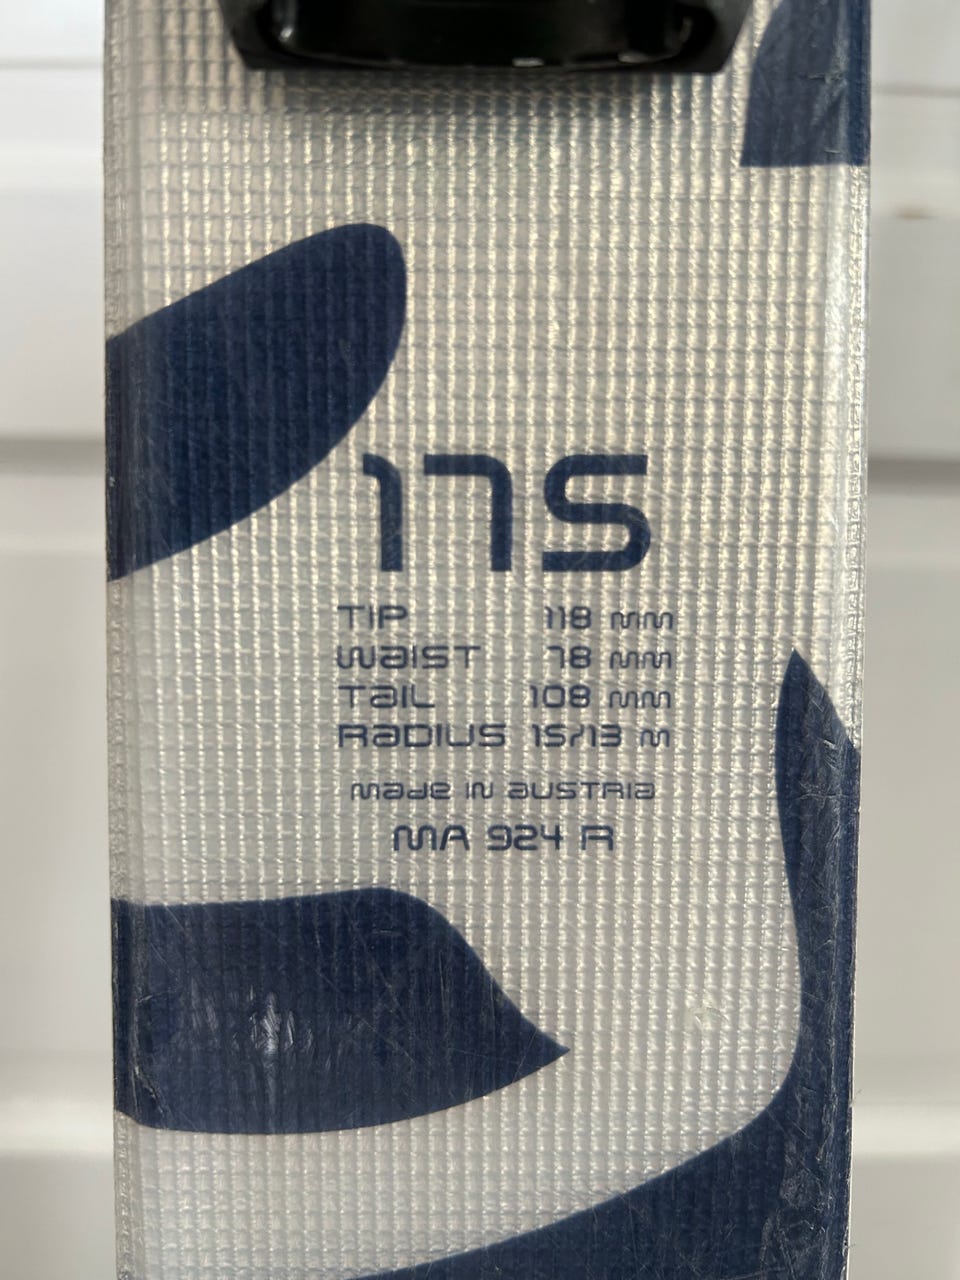 175
TIP 118 mm
WAIST 78 mm
TAIL 108 mm
RADIUS 15/13 m
MADE IN AUSTRIA
MA 924 R